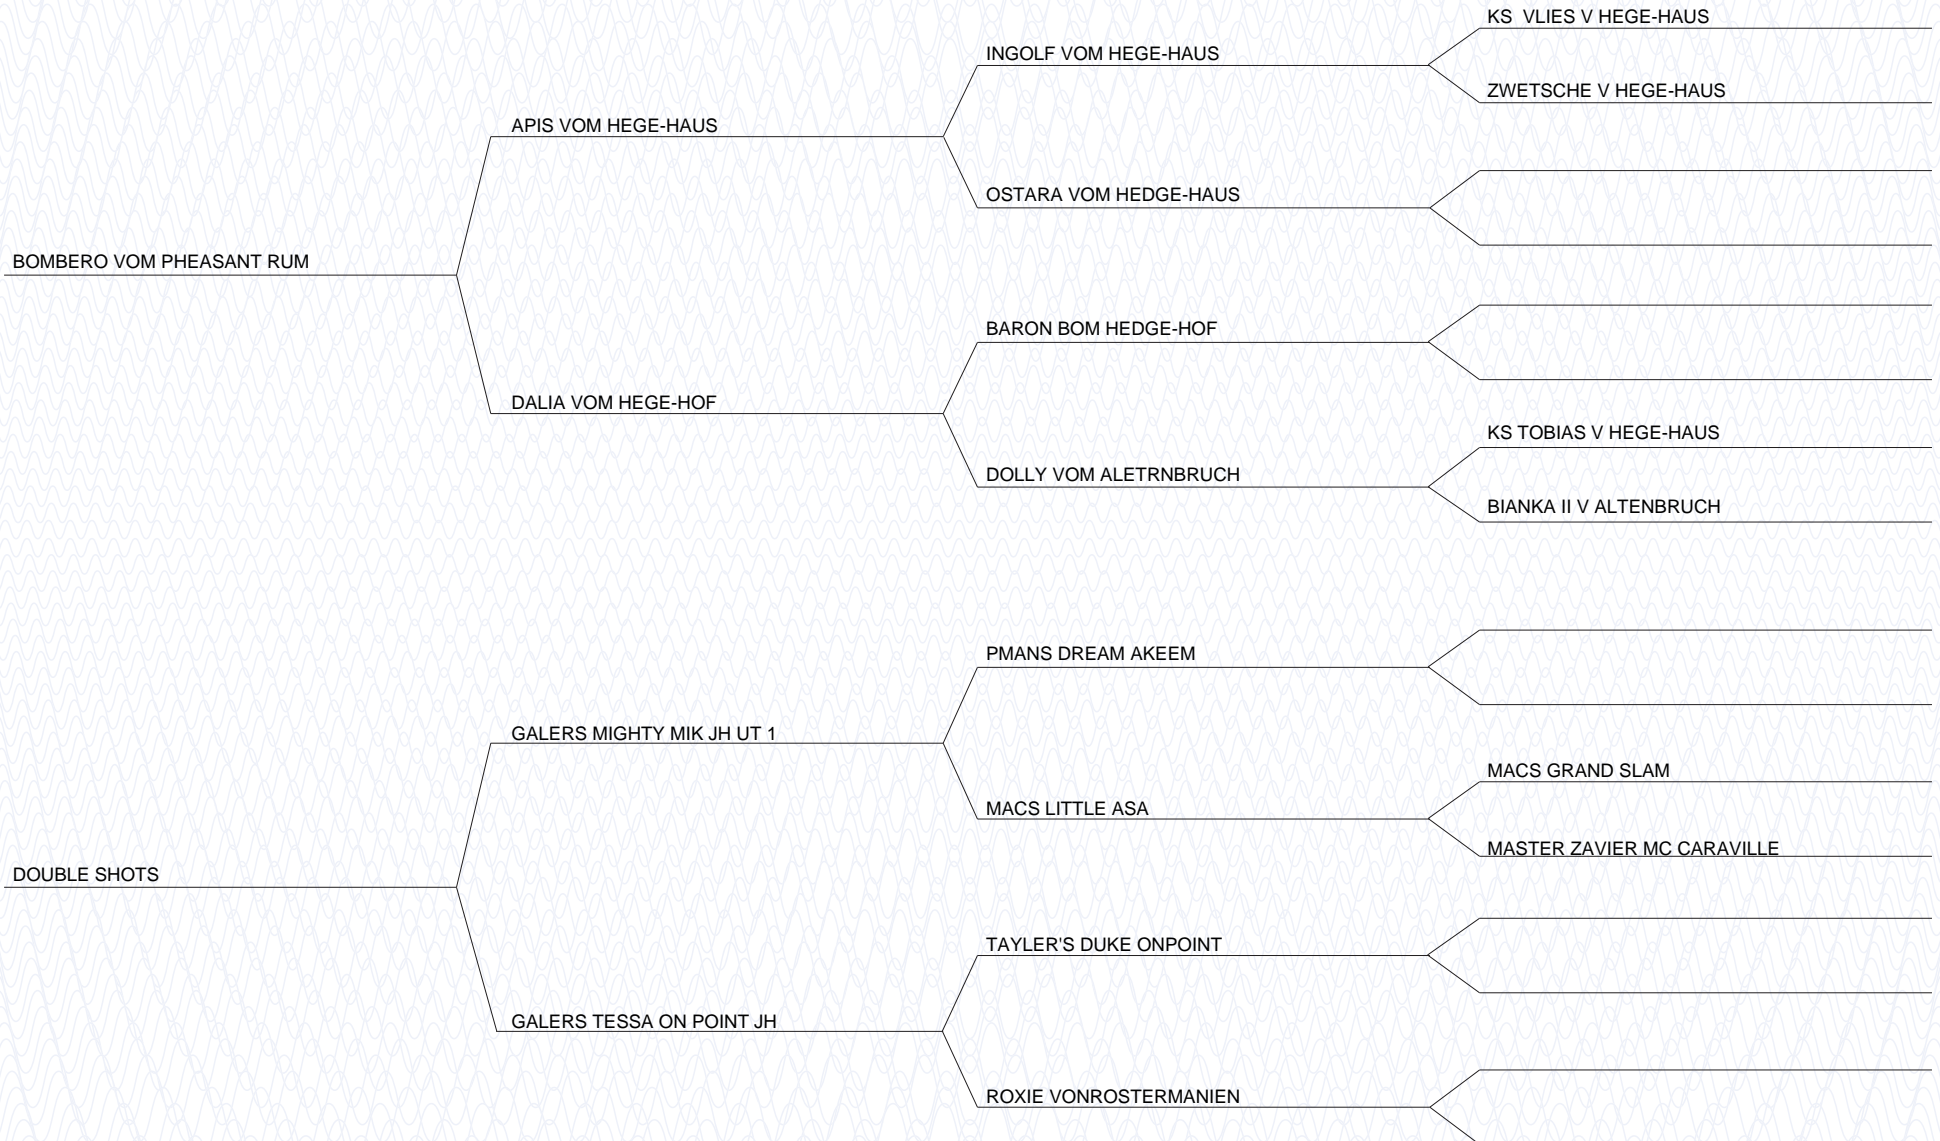 KS  VLIES V HEGE-HAUS
INGOLF VOM HEGE-HAUS
ZWETSCHE V HEGE-HAUS
APIS VOM HEGE-HAUS
OSTARA VOM HEDGE-HAUS
BOMBERO VOM PHEASANT RUM
BARON BOM HEDGE-HOF
DALIA VOM HEGE-HOF
KS TOBIAS V HEGE-HAUS
DOLLY VOM ALETRNBRUCH
BIANKA II V ALTENBRUCH
PMANS DREAM AKEEM
GALERS MIGHTY MIK JH UT 1
MACS GRAND SLAM
MACS LITTLE ASA
MASTER ZAVIER MC CARAVILLE
DOUBLE SHOTS
TAYLER'S DUKE ONPOINT
GALERS TESSA ON POINT JH
ROXIE VONROSTERMANIEN